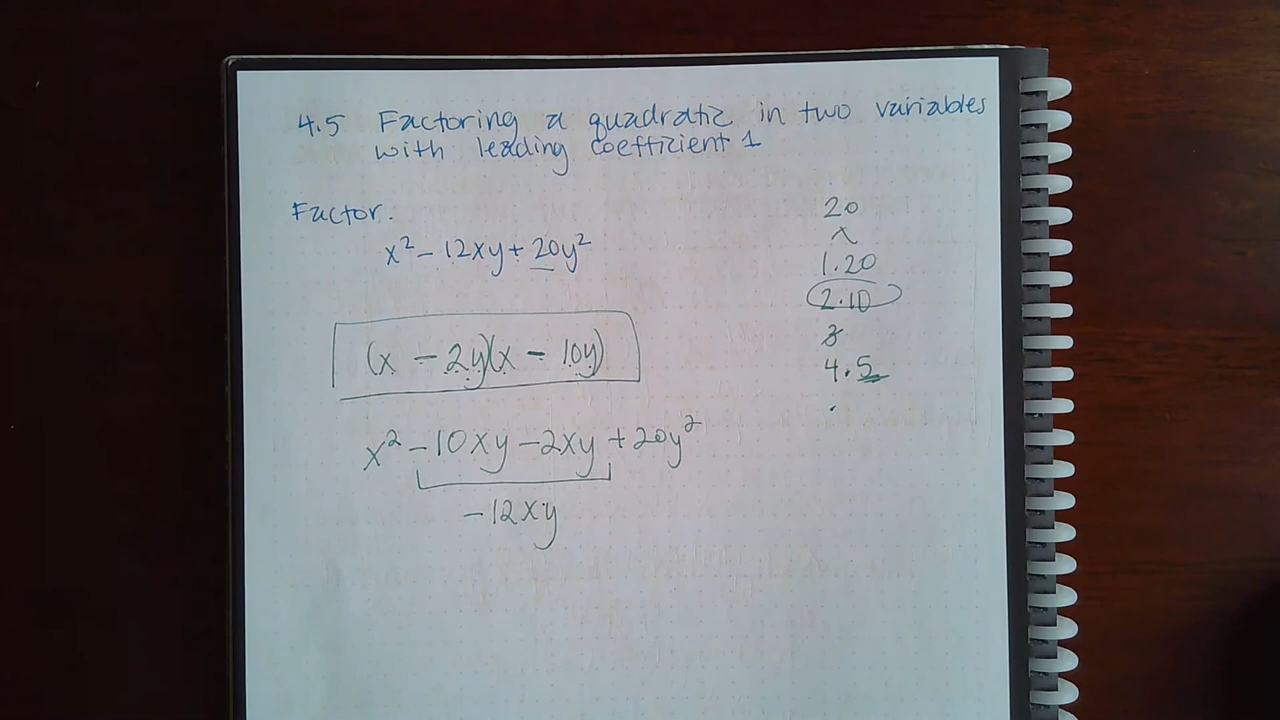 4.5 Factoring a quadratic in two variables
with leading coefficient 1
Factor.
x² - 12xy + 20y²
(x - 2y)(x - 10y)
x² - 10xy - 2xy + 20y²
- 12xy
20
1.20
2.10
3
4.5